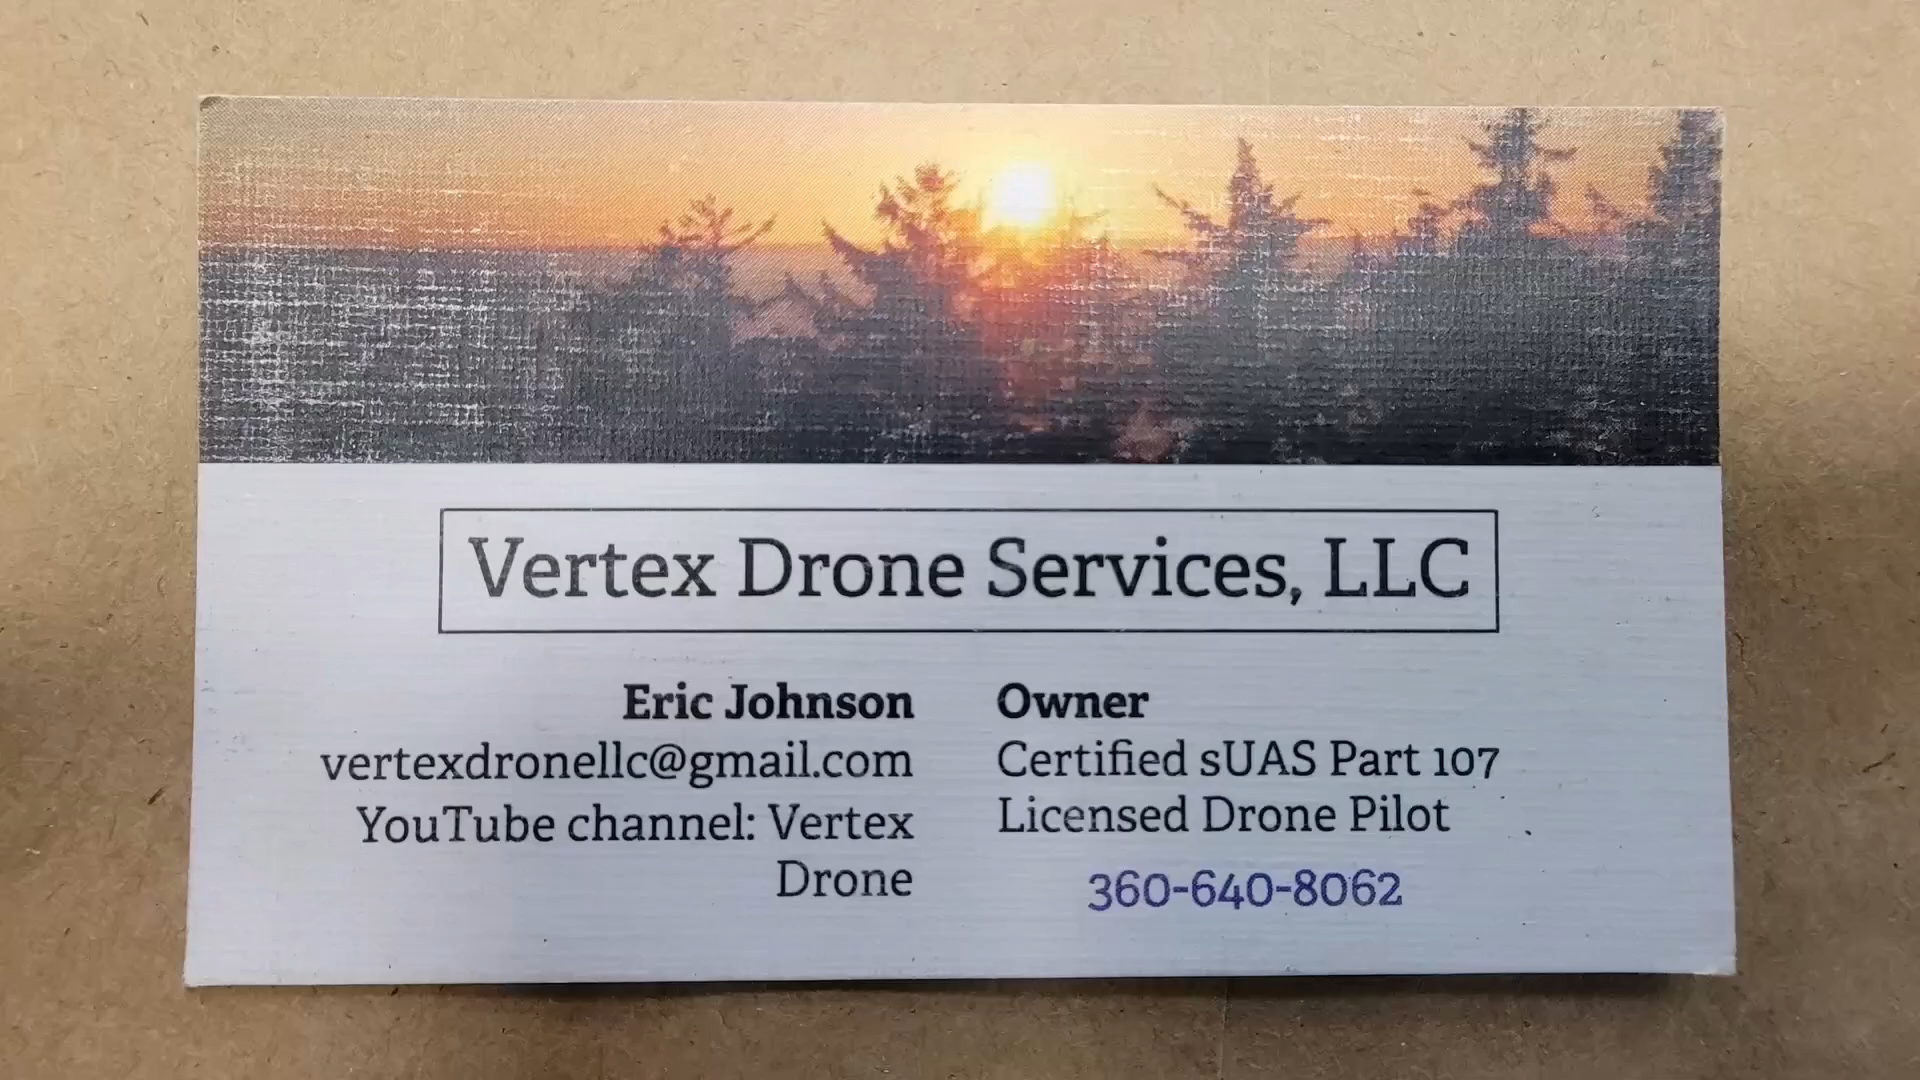 Vertex Drone Services, LLC
Eric Johnson
vertexdronellc@gmail.com
YouTube channel: Vertex
Drone
Owner
Certified sUAS Part 107
Licensed Drone Pilot
360-640-8062